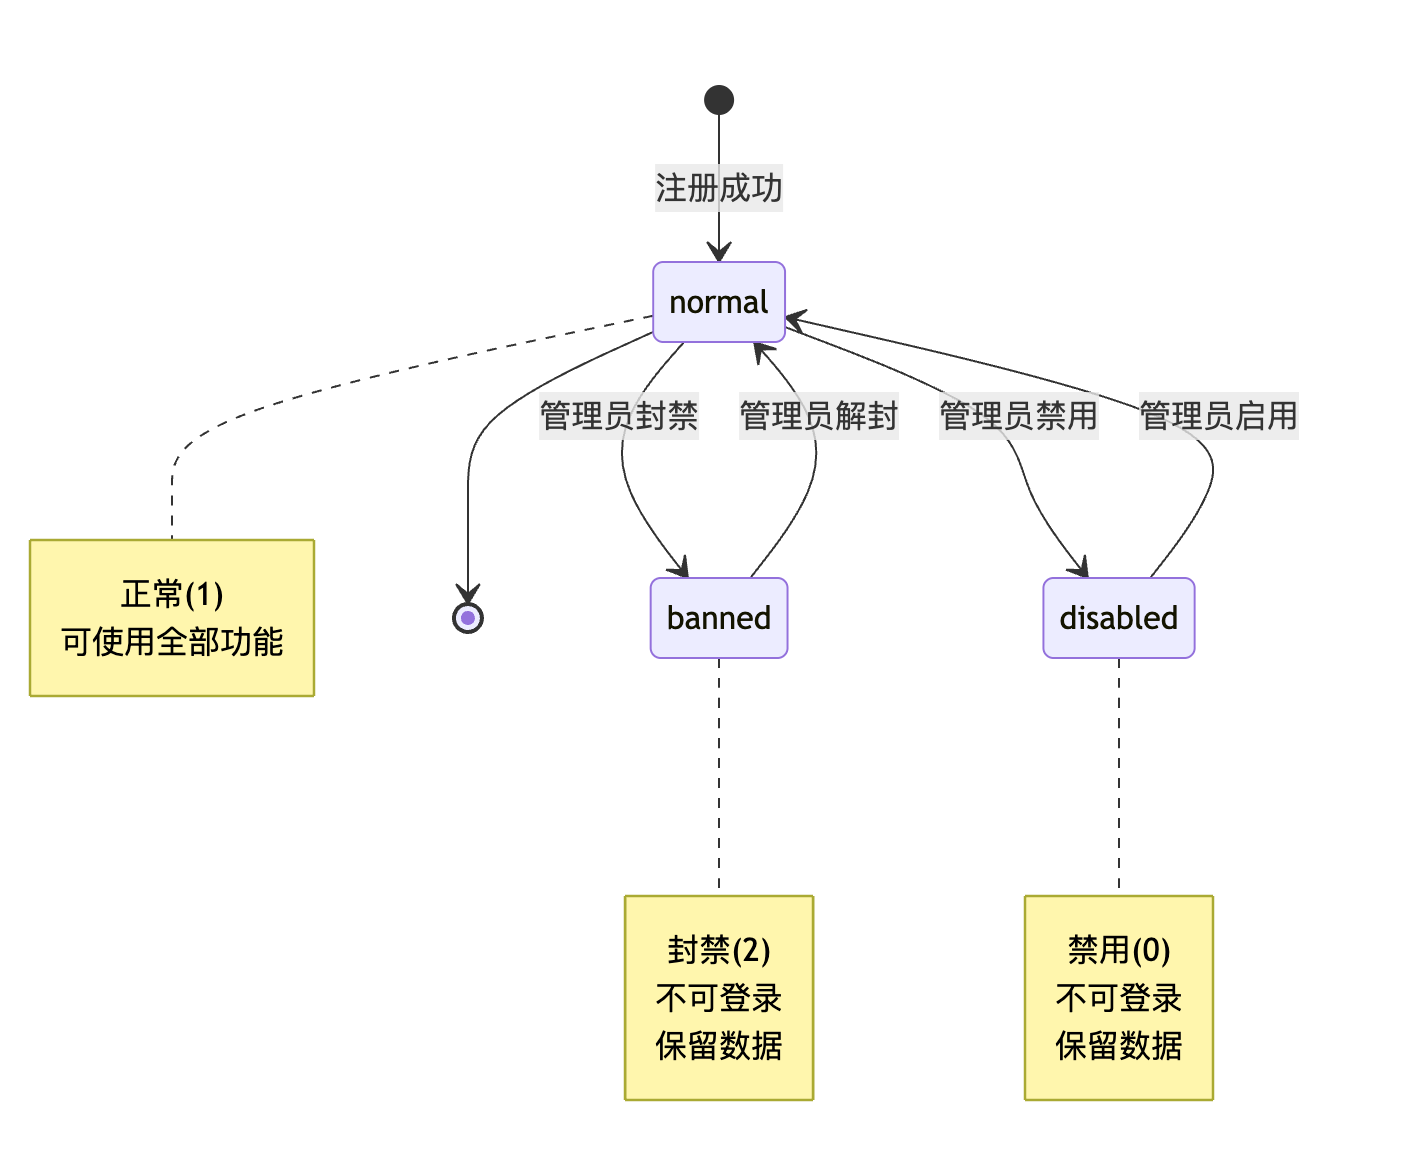 注册成功
normal
管理员封禁
管理员解封
管理员禁用
管理员启用
正常(1)
可使用全部功能
banned
disabled
封禁(2)
不可登录
保留数据
禁用(0)
不可登录
保留数据